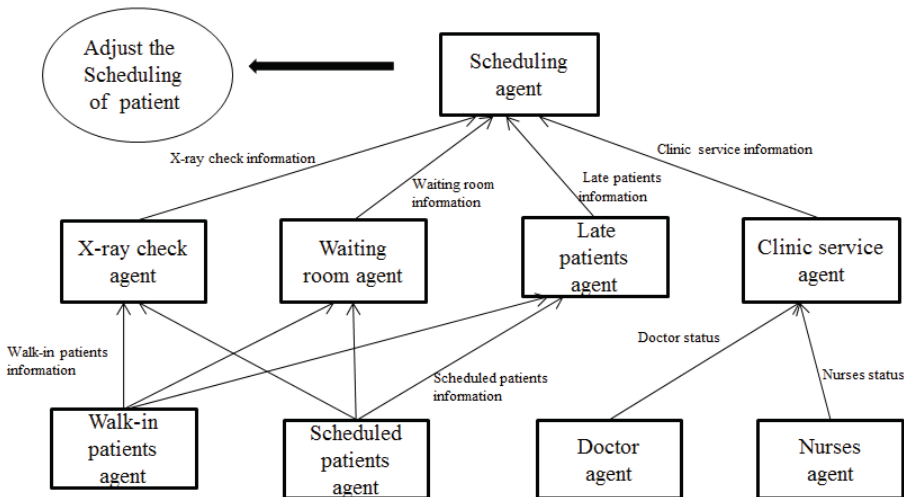 Adjust the
Scheduling
of patient
Scheduling
agent
X-ray check information
Waiting room
information
Late patients
information
Clinic service information
X-ray check
agent
Waiting
room agent
Late
patients
agent
Clinic service
agent
Walk-in patients
information
Scheduled patients
information
Doctor status
Nurses status
Walk-in
patients
agent
Scheduled
patients
agent
Doctor
agent
Nurses
agent